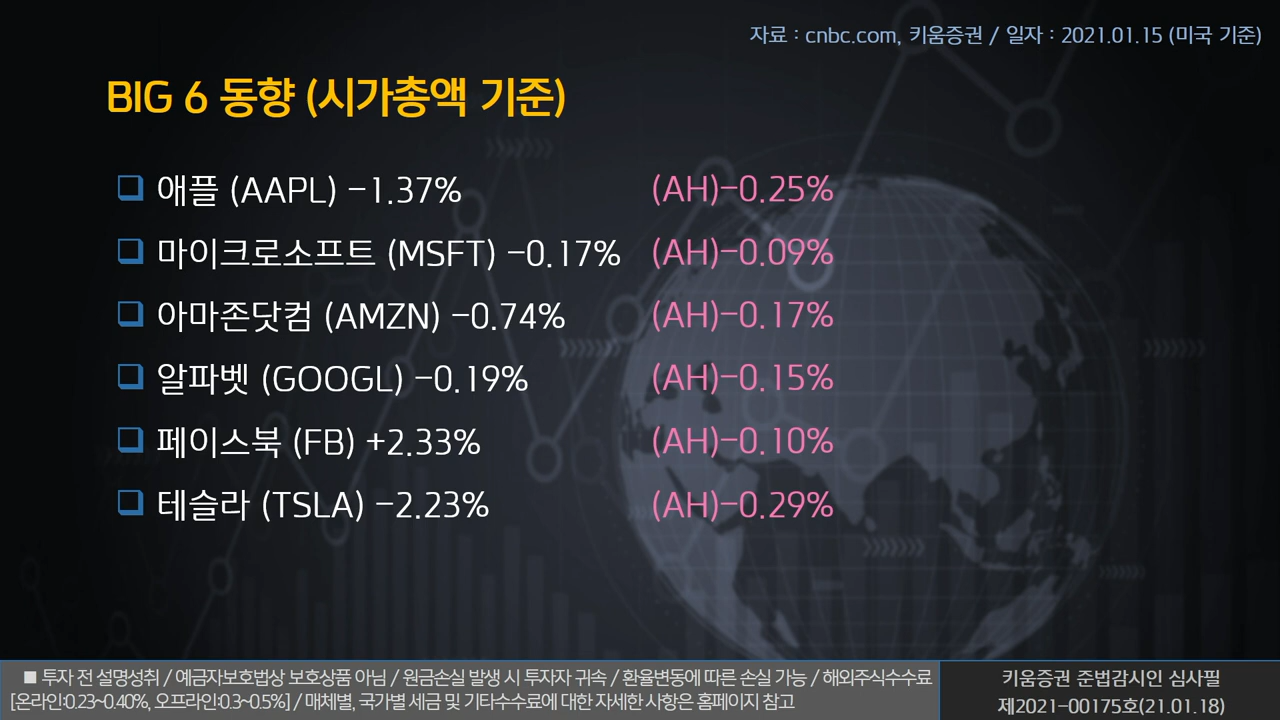 자료 : cnbc.com, 키움증권 / 일자 : 2021.01.15 (미국 기준)
BIG 6 동향 (시가총액 기준)
애플 (AAPL) -1.37% (AH)-0.25%
마이크로소프트 (MSFT) -0.17% (AH)-0.09%
아마존닷컴 (AMZN) -0.74% (AH)-0.17%
알파벳 (GOOGL) -0.19% (AH)-0.15%
페이스북 (FB) +2.33% (AH)-0.10%
테슬라 (TSLA) -2.23% (AH)-0.29%
■ 투자 전 설명성취 / 예금자보호법상 보호상품 아님 / 원금손실 발생 시 투자자 귀속 / 환율변동에 따른 손실 가능 / 해외주식수수료
[온라인:0.23~0.40%, 오프라인:0.3~0.5%] / 매체별, 국가별 세금 및 기타수수료에 대한 자세한 사항은 홈페이지 참고
키움증권 준법감시인 심사필
제2021-00175호(21.01.18)